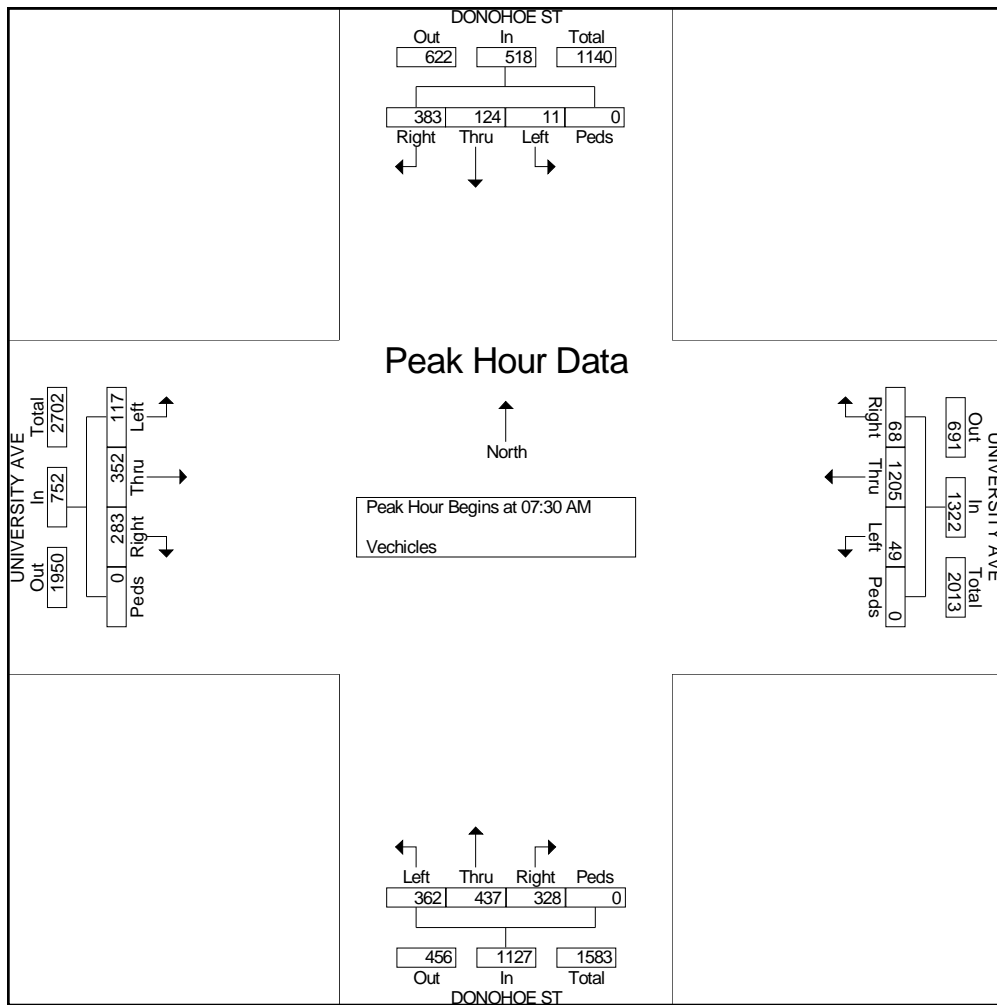 DONOHOE ST
Out In Total
622 518 1140
383 124 11 0
Right Thru Left Peds
Peak Hour Data
North
Peak Hour Begins at 07:30 AM
Vechicles
UNIVERSITY AVE
Total In Out
2702 752 1950
117 352 283 0
Left Thru Right Peds
UNIVERSITY AVE
Out In Total
691 1322 2013
68 1205 49 0
Right Thru Left Peds
Left Thru Right Peds
362 437 328 0
456 1127 1583
Out In Total
DONOHOE ST